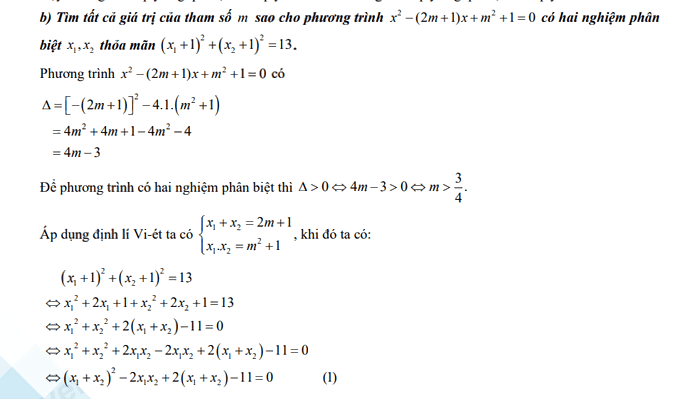 b) Tìm tất cả giá trị của tham số m sao cho phương trình x² −(2m+1)x+m² +1=0 có hai nghiệm phân
biệt x₁,x₂ thỏa mãn (x₁+1)²+(x₂+1)²=13.
Phương trình x² −(2m+1)x+m² +1=0 có
Δ=[−(2m+1)]² −4.1.(m²+1)
=4m²+4m+1−4m²−4
=4m−3
Để phương trình có hai nghiệm phân biệt thì Δ>0⇔4m−3>0⇔m>3/4.
Áp dụng định lí Vi-ét ta có {x₁+x₂=2m+1
x₁.x₂=m²+1 , khi đó ta có:
(x₁+1)²+(x₂+1)²=13
⇔x₁²+2x₁+1+x₂²+2x₂+1=13
⇔x₁²+x₂²+2(x₁+x₂)−11=0
⇔x₁²+x₂²+2x₁x₂−2x₁x₂+2(x₁+x₂)−11=0
⇔(x₁+x₂)²−2x₁x₂+2(x₁+x₂)−11=0 (1)